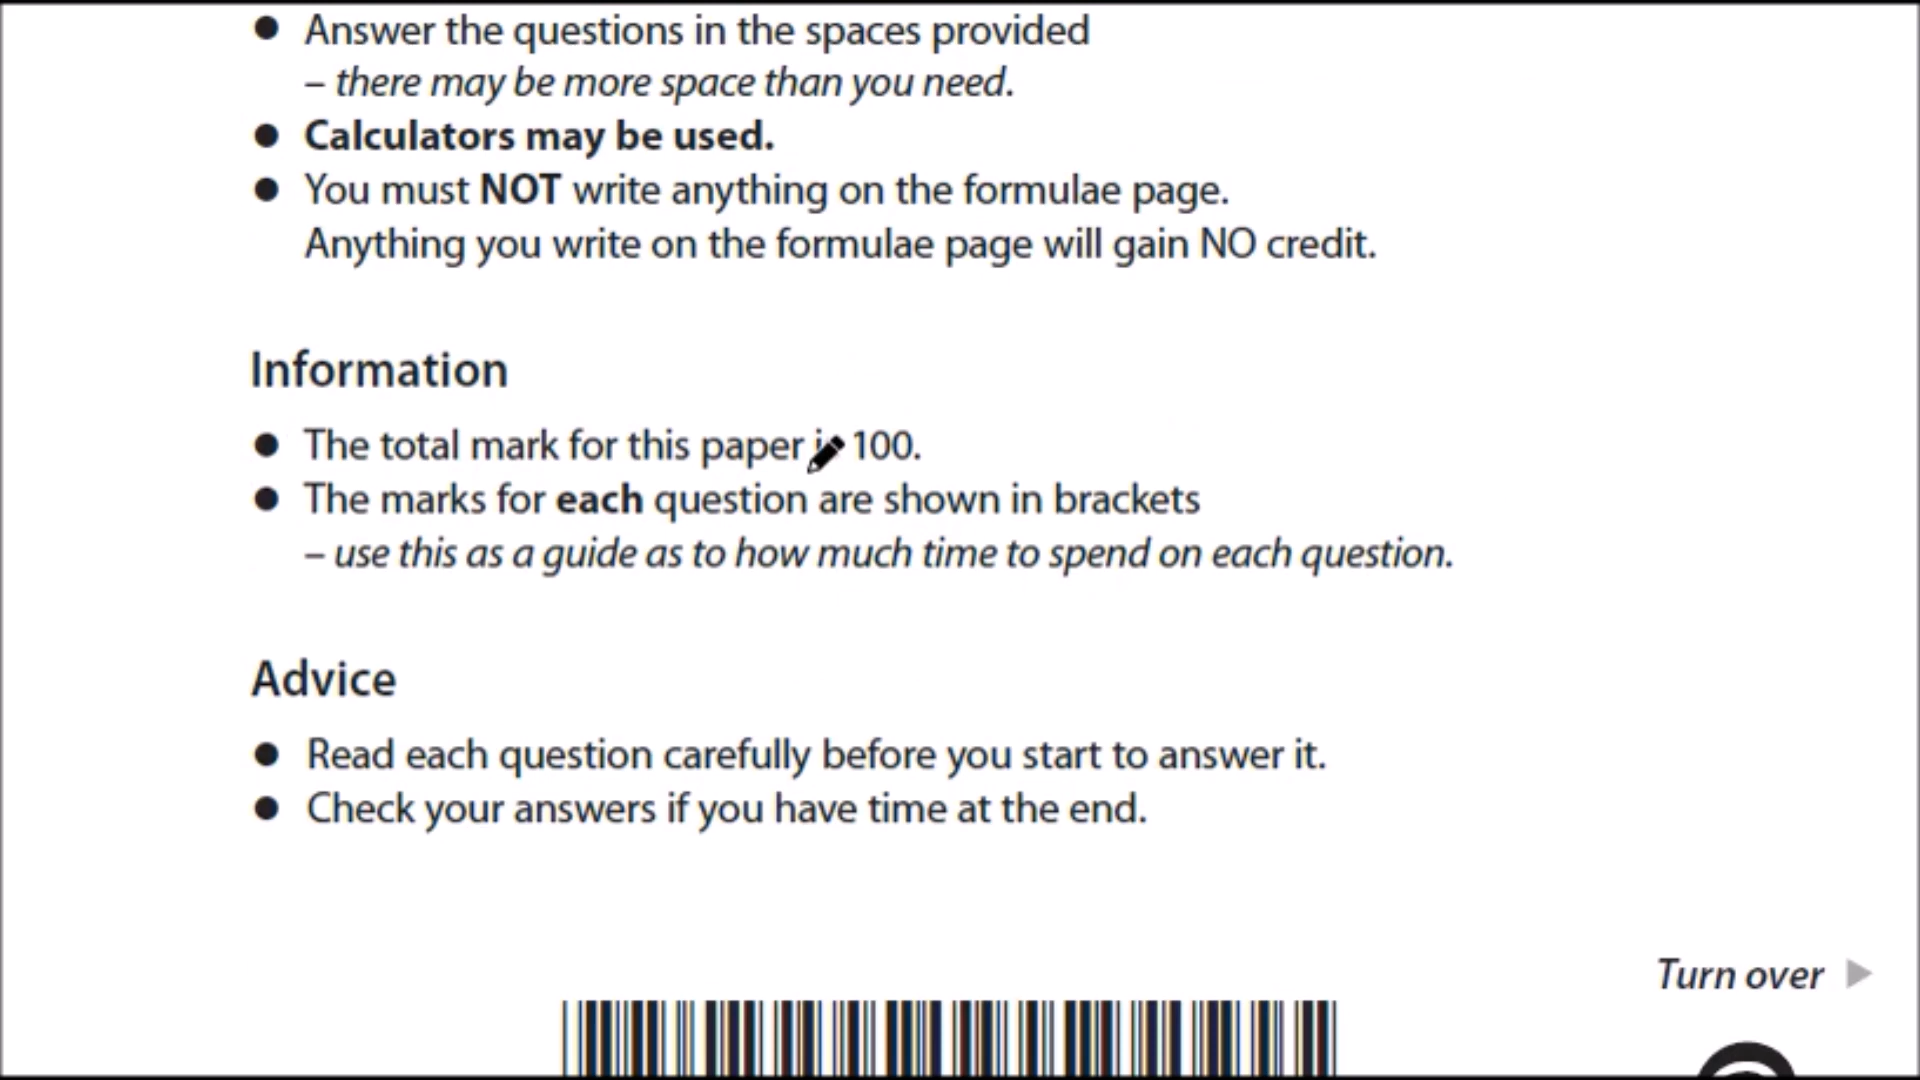 ● Answer the questions in the spaces provided
– there may be more space than you need.
● Calculators may be used.
● You must NOT write anything on the formulae page.
Anything you write on the formulae page will gain NO credit.
Information
● The total mark for this paper is 100.
● The marks for each question are shown in brackets
– use this as a guide as to how much time to spend on each question.
Advice
● Read each question carefully before you start to answer it.
● Check your answers if you have time at the end.
Turn over ▶